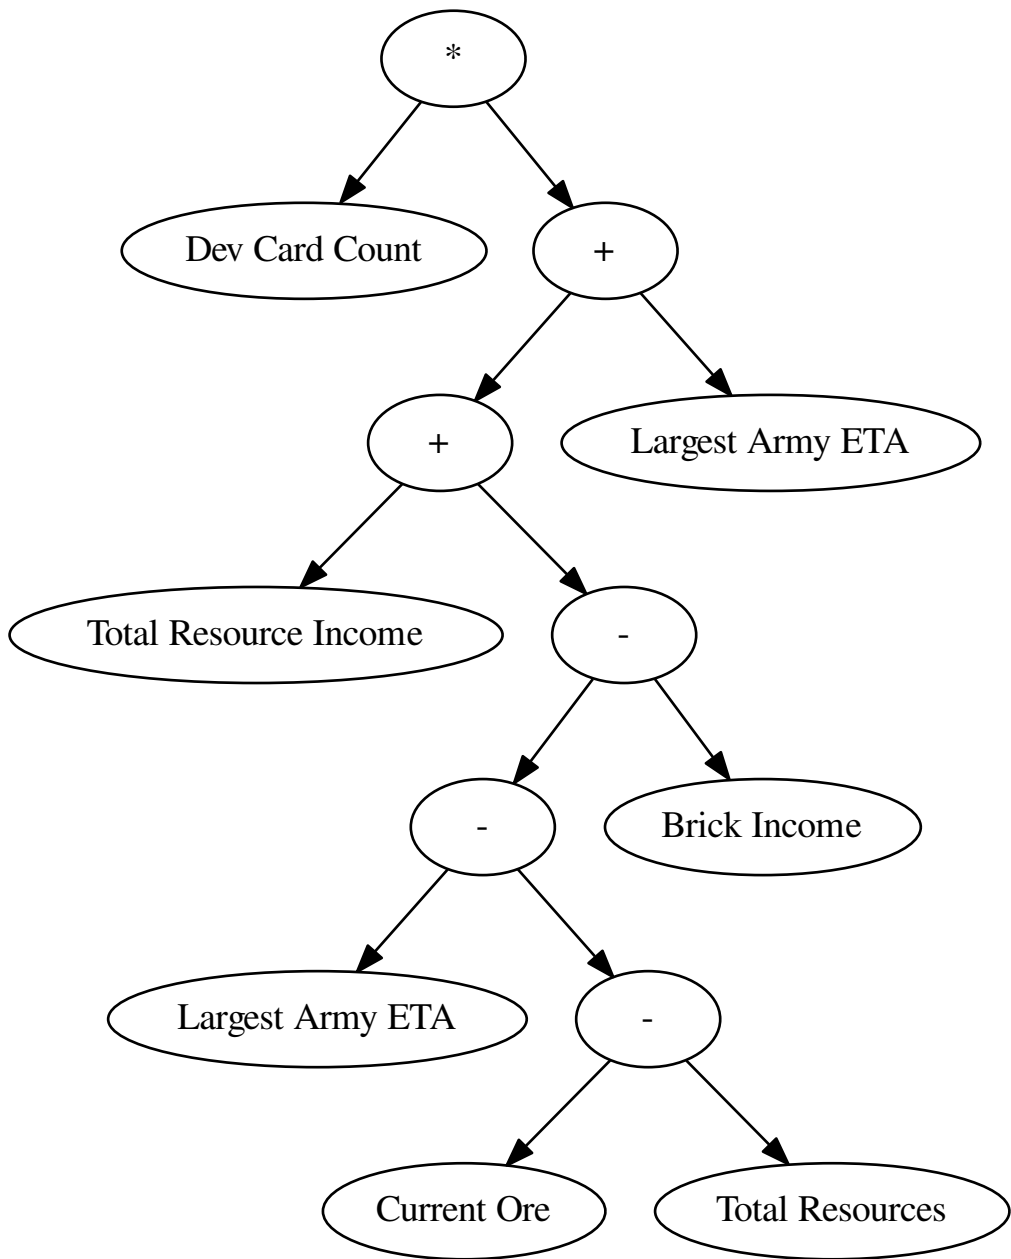 *
Dev Card Count
+
+
Largest Army ETA
Total Resource Income
-
-
Brick Income
Largest Army ETA
-
Current Ore
Total Resources